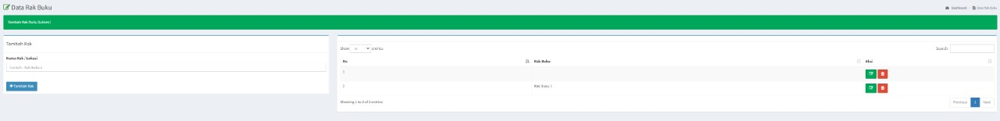 Data Rak Buku
Dashboard > Data Rak Buku
Tambah Rak Buku Sukses !
Tambah Rak
Nama Rak / Lokasi
Contoh : Rak Buku 1
+Tambah Rak
Show 10 entries
Search:
No Rak Buku Aksi
1
2 Rak Buku 1
Showing 1 to 2 of 2 entries
Previous 1 Next